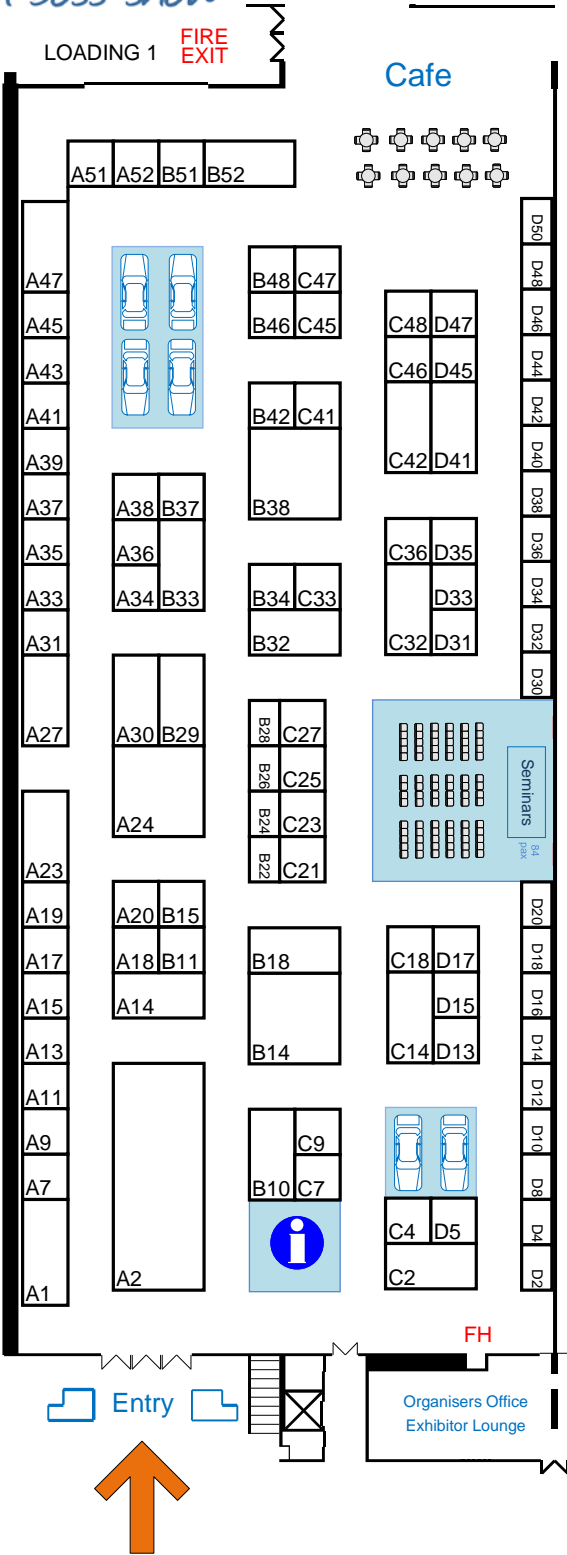 LOADING 1
FIRE
EXIT
Cafe
A51 A52 B51 B52
D50
A47 B48 C47 D48
A45 B46 C45 C48 D47 D46
A43 C46 D45 D44
A41 B42 C41 D42
A39 C42 D41 D40
A37 A38 B37 B38 D38
A35 A36 C36 D35 D36
A33 A34 B33 B34 C33 D33 D34
A31 B32 C32 D31 D32
D30
A27 A30 B29 B28 C27
B26 C25
Seminars
A24 B24 C23
84
pax
A23 B22 C21
A19 A20 B15 D20
A17 A18 B11 B18 C18 D17 D18
A15 A14 D15 D16
A13 B14 C14 D13 D14
A11 D12
A9 C9 D10
A7 B10 C7 D8
C4 D5 D4
i
A1 A2 C2 D2
FH
Entry
Organisers Office
Exhibitor Lounge